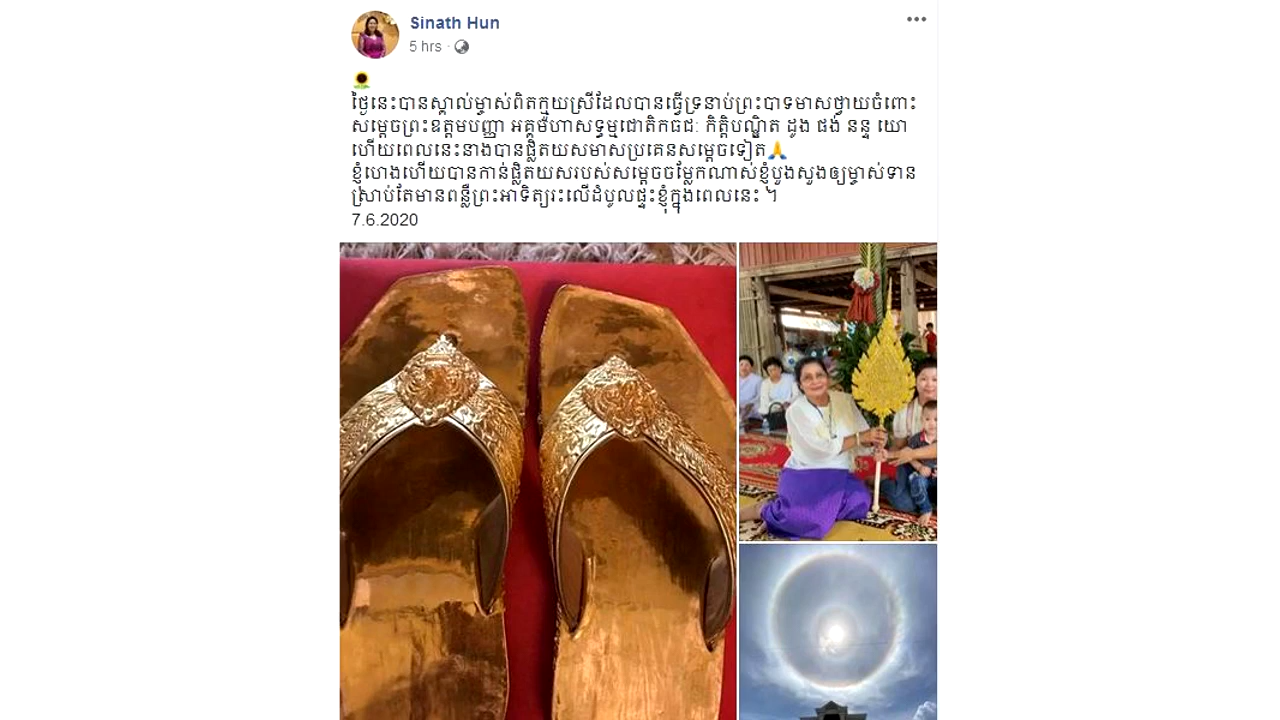 Sinath Hun
5 hrs ·
ថ្ងៃនេះបានស្គាល់ម្ចាស់ពិតក្មួយស្រីដែលបានធ្វើទ្រនាប់ព្រះបាទមាសថ្វាយចំពោះ
សម្តេចព្រះឧត្តមបញ្ញា អគ្គមហាសទ្ធម្មជោតិកធជៈ កិត្តិបណ្ឌិត ដូង ផង់ នន្ទ យោ
ហើយពេលនេះនាងបានផ្លិតយសមាសប្រគេនសម្តេចទៀត🙏
ខ្ញុំហេងហើយបានកាន់ផ្លិតយសរបស់សម្តេចចម្លែកណាស់ខ្ញុំបួងសួងឲ្យម្ចាស់ទាន
ស្រាប់តែមានពន្លឺព្រះអាទិត្យរះលើដំបូលផ្ទះខ្ញុំក្នុងពេលនេះ ។
7.6.2020